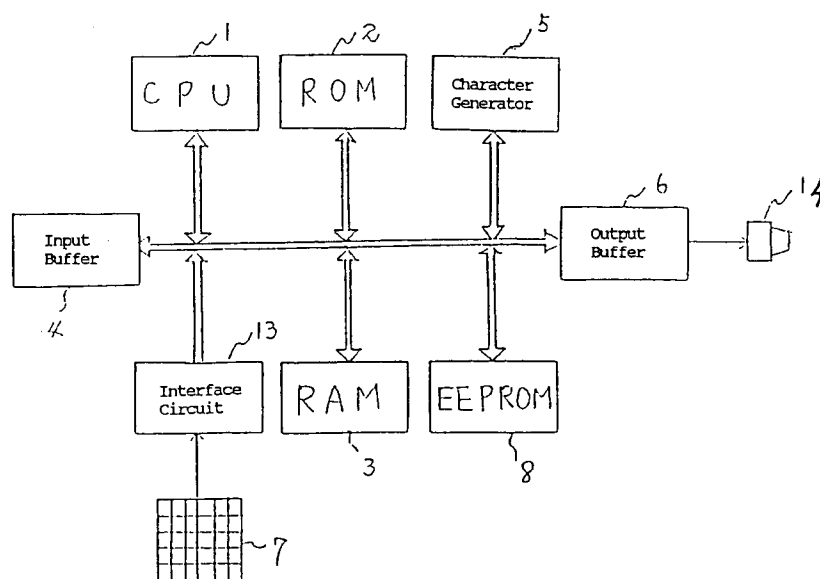 1
2
5
CPU
ROM
Character
Generator
6
14
Input
Buffer
Output
Buffer
4
13
Interface
Circuit
RAM
EEPROM
3
8
7